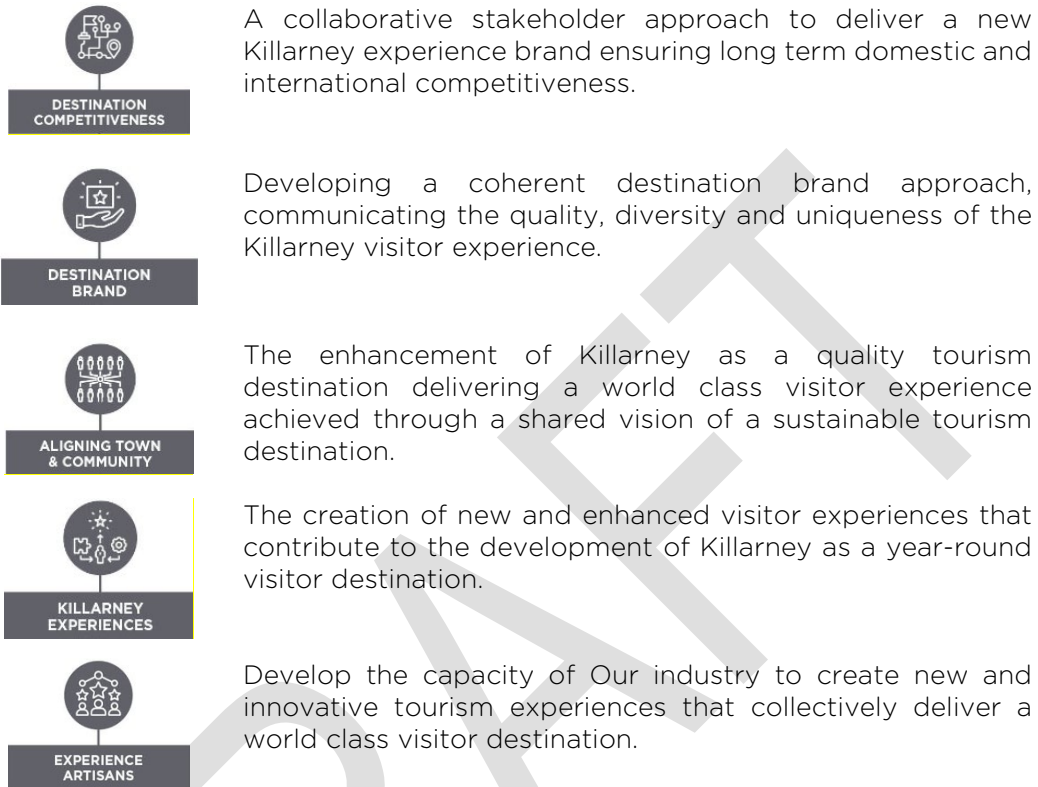 DESTINATION
COMPETITIVENESS
A collaborative stakeholder approach to deliver a new
Killarney experience brand ensuring long term domestic and
international competitiveness.
DESTINATION
BRAND
Developing a coherent destination brand approach,
communicating the quality, diversity and uniqueness of the
Killarney visitor experience.
ALIGNING TOWN
& COMMUNITY
The enhancement of Killarney as a quality tourism
destination delivering a world class visitor experience
achieved through a shared vision of a sustainable tourism
destination.
KILLARNEY
EXPERIENCES
The creation of new and enhanced visitor experiences that
contribute to the development of Killarney as a year-round
visitor destination.
EXPERIENCE
ARTISANS
Develop the capacity of Our industry to create new and
innovative tourism experiences that collectively deliver a
world class visitor destination.
DRAFT